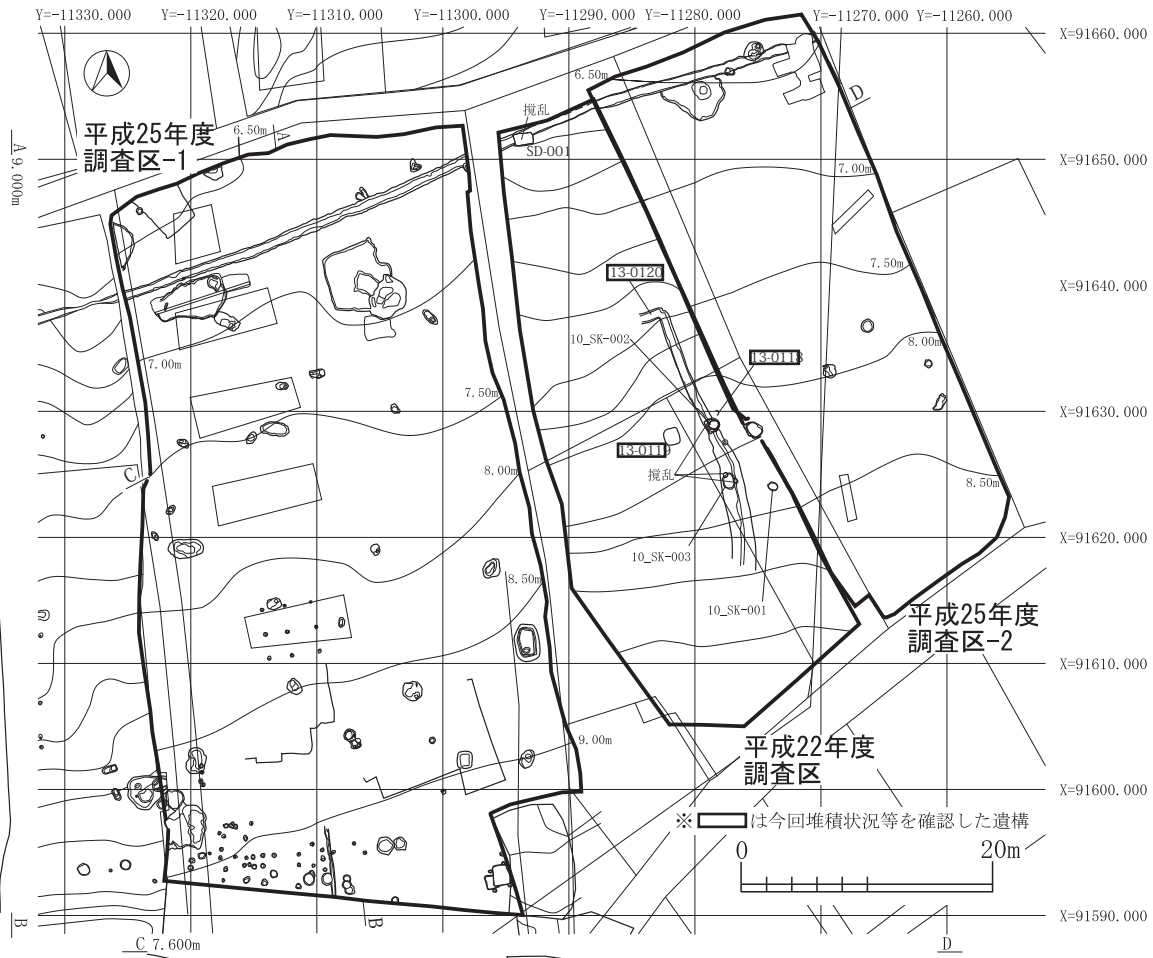 Y=-11330.000
Y=-11320.000
Y=-11310.000
Y=-11300.000
Y=-11290.000
Y=-11280.000
Y=-11270.000
Y=-11260.000
X=91660.000
6.50m
D
撹乱
平成25年度
調査区-1
6.50m
A
A 9.000m
SD-001
X=91650.000
7.00m
7.50m
13-0120
X=91640.000
10_SK-002
8.00m
7.00m
13-0118
7.50m
X=91630.000
13-0119
8.00m
撹乱
C
8.50m
X=91620.000
10_SK-003
8.50m
10_SK-001
平成25年度
調査区-2
X=91610.000
9.00m
平成22年度
調査区
X=91600.000
※は今回堆積状況等を確認した遺構
0
20m
B
B
X=91590.000
C 7.600m
D